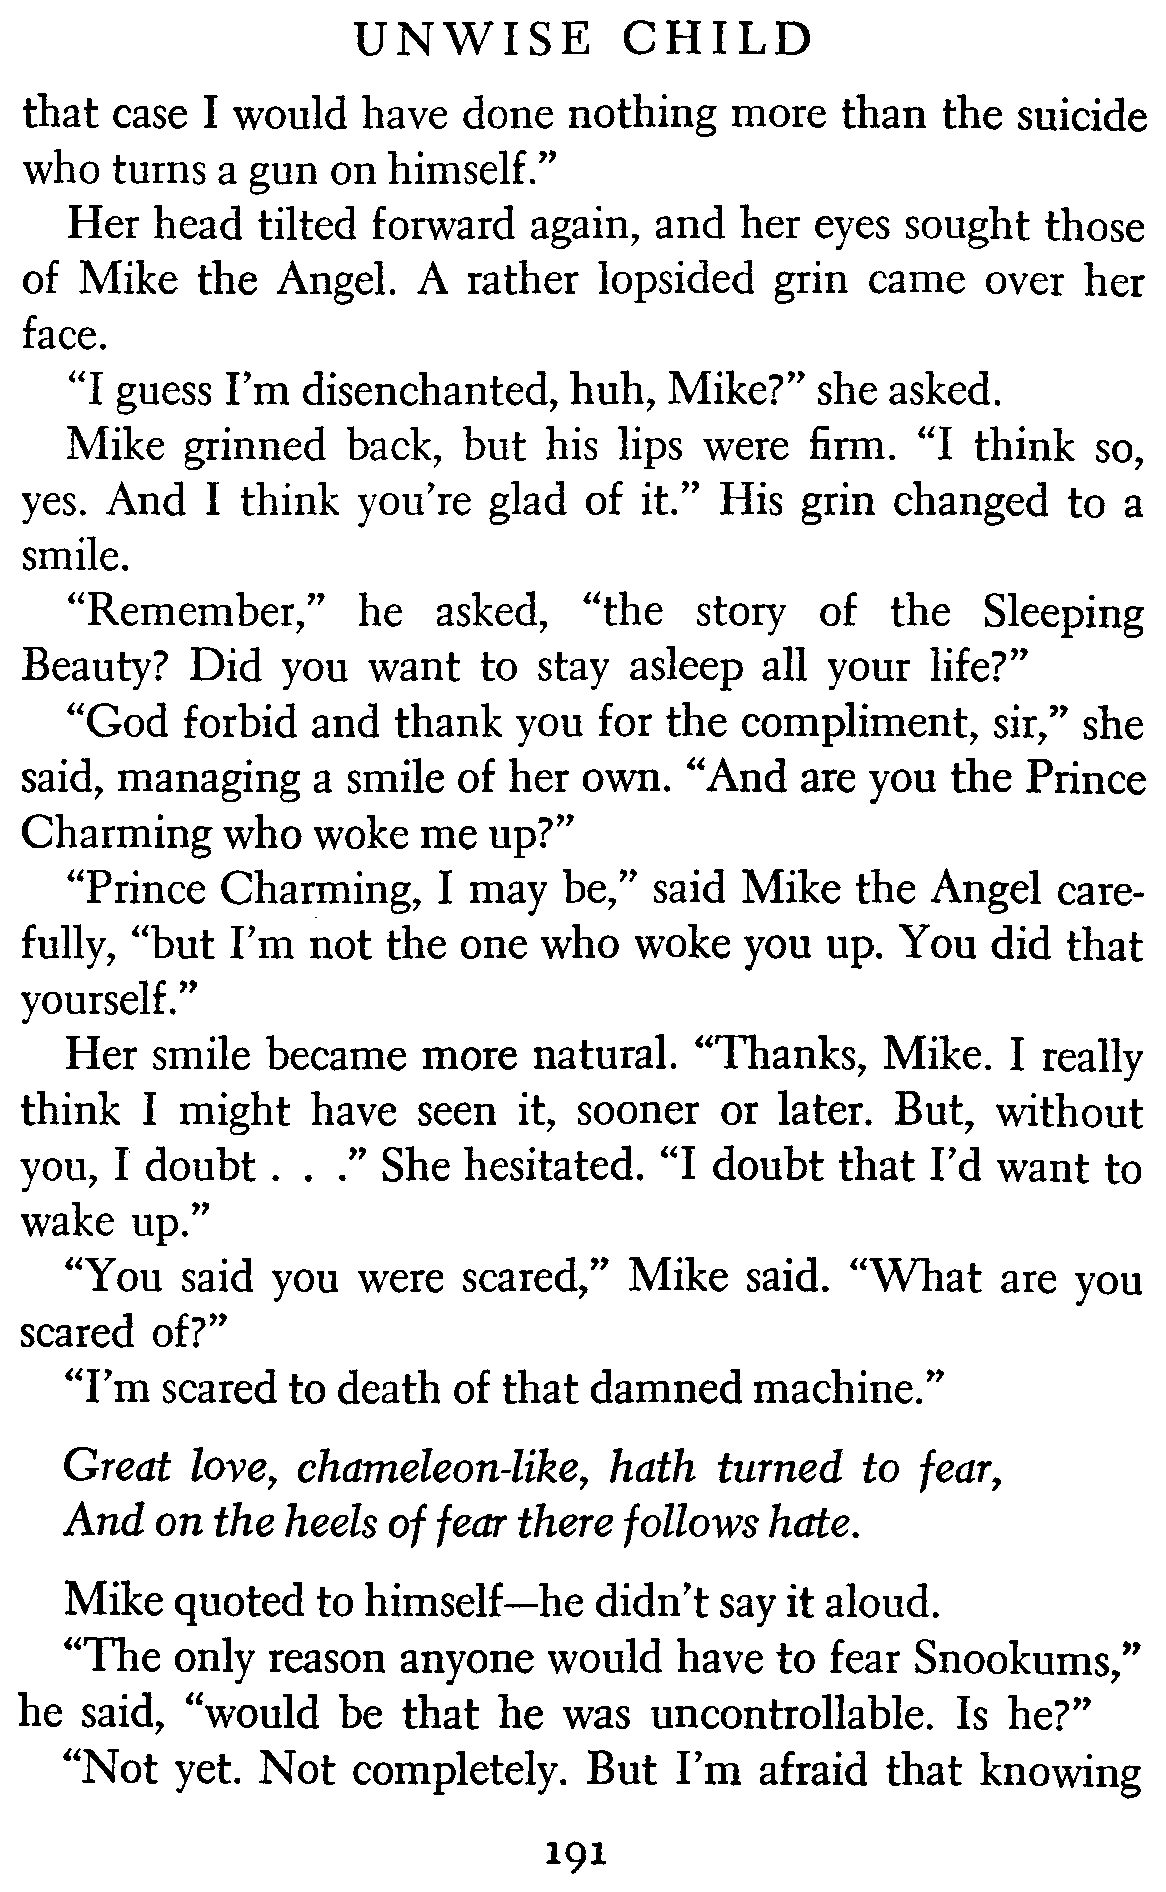 UNWISE CHILD
that case I would have done nothing more than the suicide
who turns a gun on himself.”
Her head tilted forward again, and her eyes sought those
of Mike the Angel. A rather lopsided grin came over her
face.
“I guess I’m disenchanted, huh, Mike?” she asked.
Mike grinned back, but his lips were firm. “I think so,
yes. And I think you’re glad of it.” His grin changed to a
smile.
“Remember,” he asked, “the story of the Sleeping
Beauty? Did you want to stay asleep all your life?”
“God forbid and thank you for the compliment, sir,” she
said, managing a smile of her own. “And are you the Prince
Charming who woke me up?”
“Prince Charming, I may be,” said Mike the Angel care-
fully, “but I’m not the one who woke you up. You did that
yourself.”
Her smile became more natural. “Thanks, Mike. I really
think I might have seen it, sooner or later. But, without
you, I doubt . . .” She hesitated. “I doubt that I’d want to
wake up.”
“You said you were scared,” Mike said. “What are you
scared of?”
“I’m scared to death of that damned machine.”
Great love, chameleon-like, hath turned to fear,
And on the heels of fear there follows hate.
Mike quoted to himself—he didn’t say it aloud.
“The only reason anyone would have to fear Snookums,”
he said, “would be that he was uncontrollable. Is he?”
“Not yet. Not completely. But I’m afraid that knowing
191